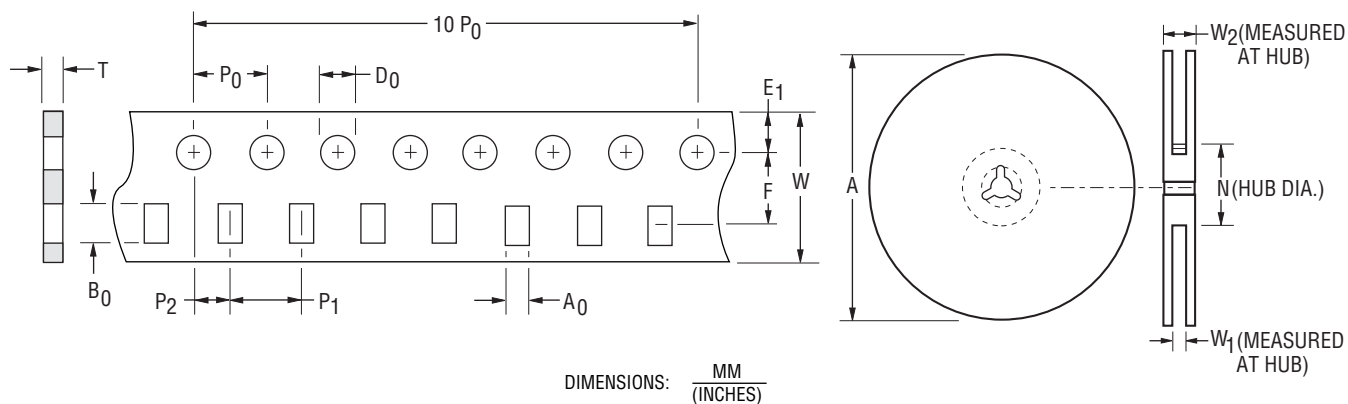 10 P0
W2(MEASURED
AT HUB)
T
P0
D0
E1
F
W
A
N(HUB DIA.)
B0
P2
P1
A0
W1(MEASURED
AT HUB)
DIMENSIONS: MM
(INCHES)